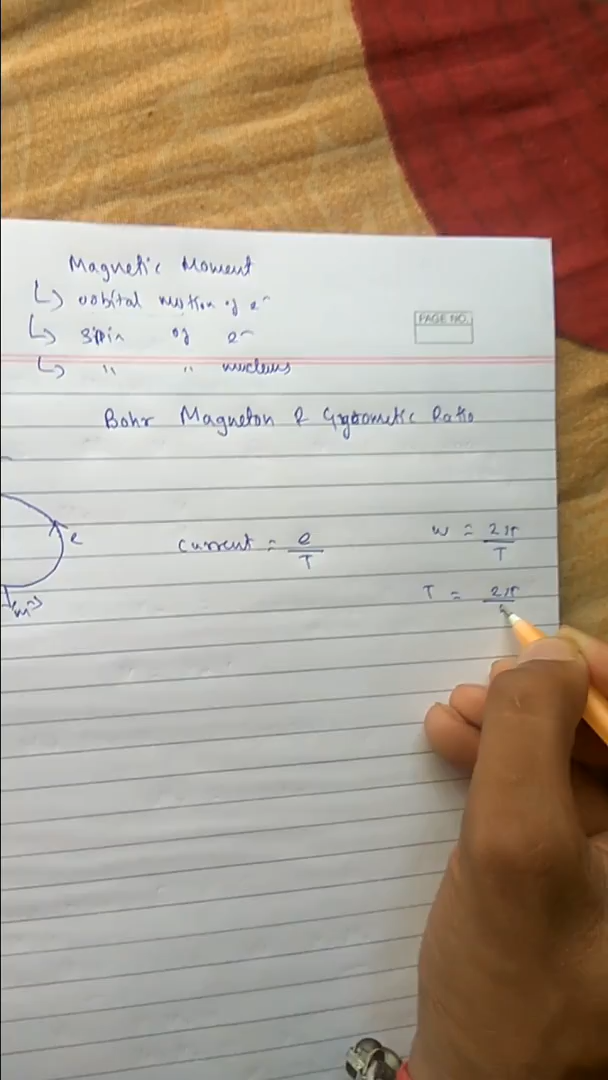 Magnetic Moment
↳ orbital motion of e⁻
↳ Spin of e⁻
PAGE NO.
↳ " " nucleus
Bohr Magneton & Gyromagnetic Ratio
e
current = e/T
w = 2π/T
T = 2π/